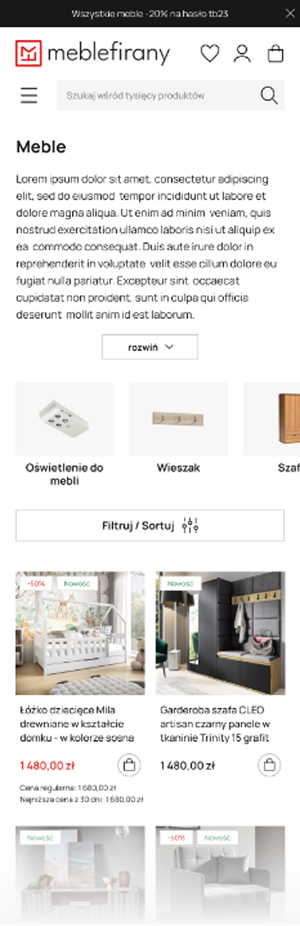 Wszystkie meble -20% na hasło tb23
meblefirany
Szukaj wśród tysięcy produktów
Meble
Lorem ipsum dolor sit amet, consectetur adipiscing
elit, sed do eiusmod tempor incididunt ut labore et
dolore magna aliqua. Ut enim ad minim veniam, quis
nostrud exercitation ullamco laboris nisi ut aliquip ex
ea commodo consequat. Duis aute irure dolor in
reprehenderit in voluptate velit esse cillum dolore eu
fugiat nulla pariatur. Excepteur sint occaecat
cupidatat non proident, sunt in culpa qui officia
deserunt mollit anim id est laborum.
rozwiń
Oświetlenie do
mebli
Wieszak
Szaf
Filtruj / Sortuj
-50% Nowość
Nowość
Łóżko dziecięce Mila
drewniane w kształcie
domku - w kolorze sosna
1 480,00 zł
Cena regularna: 1 680,00 zł
Najniższa cena z 30 dni: 1 680,00 zł
Garderoba szafa CLEO
artisan czarny panele w
tkaninie Trinity 15 grafit
1 480,00 zł
Nowość
-50% Nowość